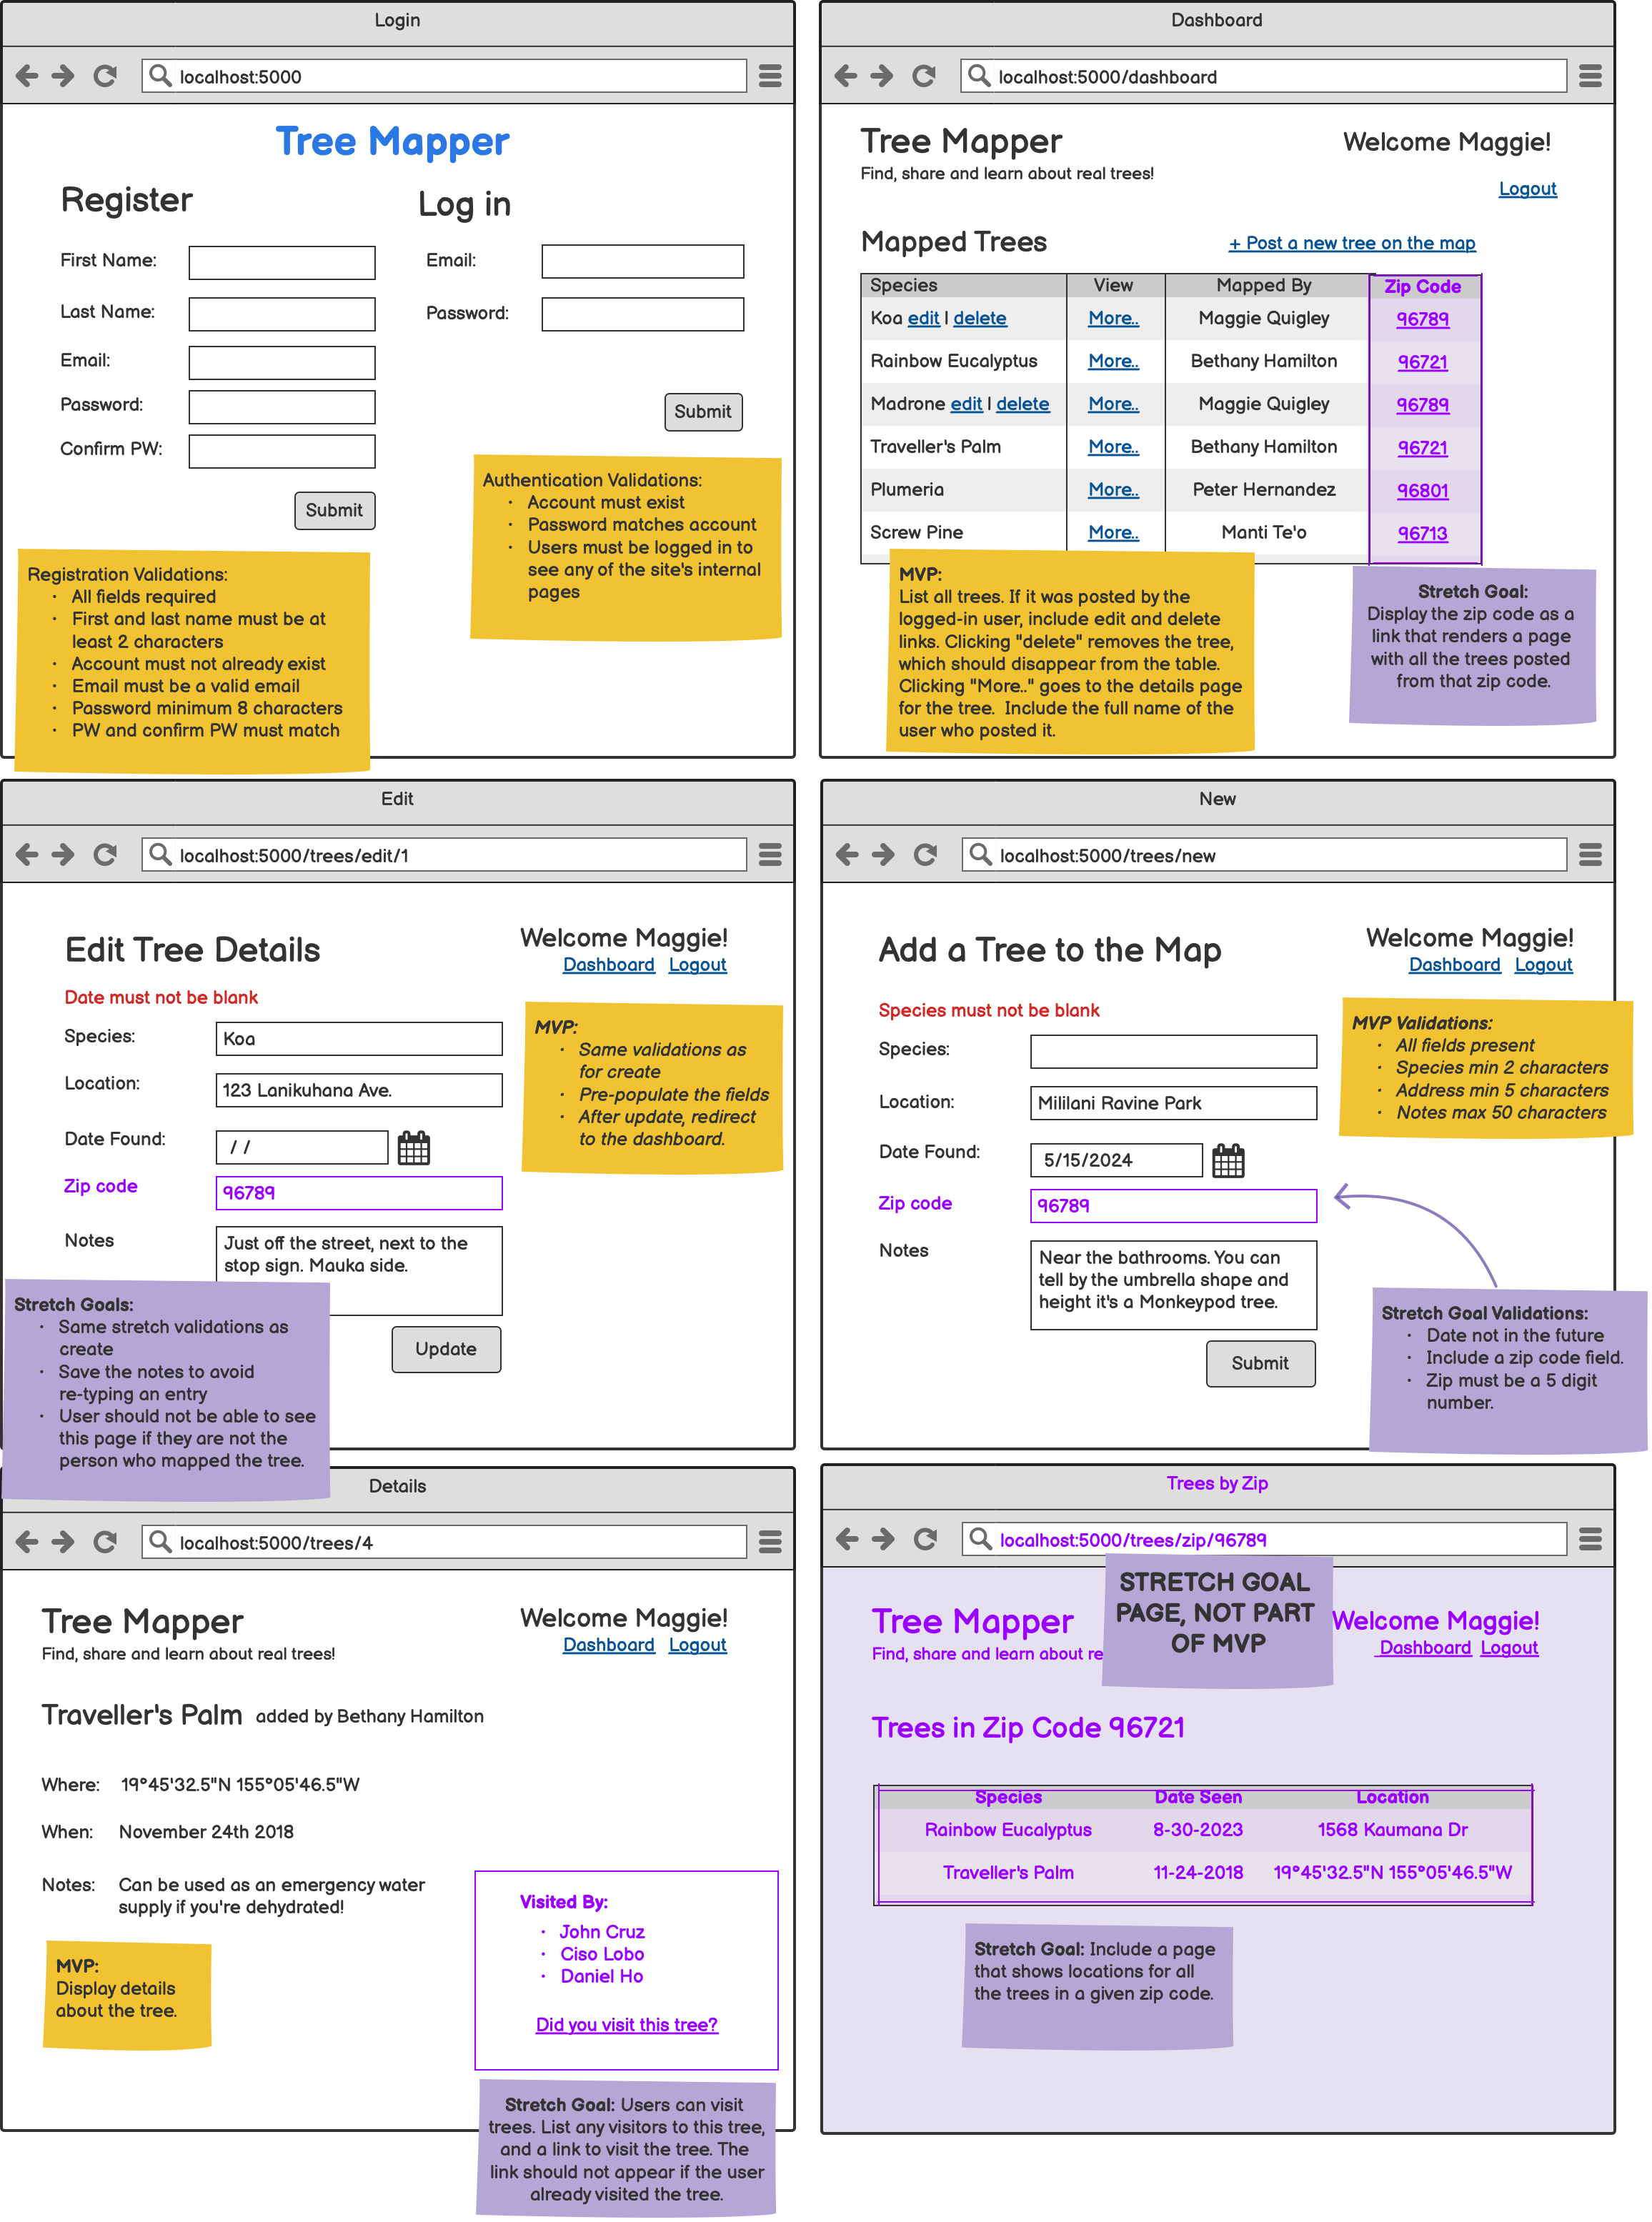 Login
localhost:5000
Tree Mapper
Register
First Name:
Last Name:
Email:
Password:
Confirm PW:
Submit
Log in
Email:
Password:
Submit
Registration Validations:
· All fields required
· First and last name must be at
least 2 characters
· Account must not already exist
· Email must be a valid email
· Password minimum 8 characters
· PW and confirm PW must match
Authentication Validations:
· Account must exist
· Password matches account
· Users must be logged in to
see any of the site's internal
pages
Dashboard
localhost:5000/dashboard
Tree Mapper
Find, share and learn about real trees!
Welcome Maggie!
Logout
Mapped Trees
+ Post a new tree on the map
Species View Mapped By Zip Code
Koa edit | delete More.. Maggie Quigley 96789
Rainbow Eucalyptus More.. Bethany Hamilton 96721
Madrone edit | delete More.. Maggie Quigley 96789
Traveller's Palm More.. Bethany Hamilton 96721
Plumeria More.. Peter Hernandez 96801
Screw Pine More.. Manti Te'o 96713
MVP:
List all trees. If it was posted by the
logged-in user, include edit and delete
links. Clicking "delete" removes the tree,
which should disappear from the table.
Clicking "More.." goes to the details page
for the tree. Include the full name of the
user who posted it.
Stretch Goal:
Display the zip code as a
link that renders a page
with all the trees posted
from that zip code.
Edit
localhost:5000/trees/edit/1
Edit Tree Details
Welcome Maggie!
Dashboard Logout
Date must not be blank
Species: Koa
Location: 123 Lanikuhana Ave.
Date Found: / /
Zip code 96789
Notes Just off the street, next to the
stop sign. Mauka side.
Update
MVP:
· Same validations as
for create
· Pre-populate the fields
· After update, redirect
to the dashboard.
Stretch Goals:
· Same stretch validations as
create
· Save the notes to avoid
re-typing an entry
· User should not be able to see
this page if they are not the
person who mapped the tree.
New
localhost:5000/trees/new
Add a Tree to the Map
Welcome Maggie!
Dashboard Logout
Species must not be blank
Species:
Location: Mililani Ravine Park
Date Found: 5/15/2024
Zip code 96789
Notes Near the bathrooms. You can
tell by the umbrella shape and
height it's a Monkeypod tree.
Submit
MVP Validations:
· All fields present
· Species min 2 characters
· Address min 5 characters
· Notes max 50 characters
Stretch Goal Validations:
· Date not in the future
· Include a zip code field.
· Zip must be a 5 digit
number.
Details
localhost:5000/trees/4
Tree Mapper
Find, share and learn about real trees!
Welcome Maggie!
Dashboard Logout
Traveller's Palm added by Bethany Hamilton
Where: 19°45'32.5"N 155°05'46.5"W
When: November 24th 2018
Notes: Can be used as an emergency water
supply if you're dehydrated!
MVP:
Display details
about the tree.
Visited By:
· John Cruz
· Ciso Lobo
· Daniel Ho
Did you visit this tree?
Stretch Goal: Users can visit
trees. List any visitors to this tree,
and a link to visit the tree. The
link should not appear if the user
already visited the tree.
Trees by Zip
localhost:5000/trees/zip/96789
STRETCH GOAL
PAGE, NOT PART
OF MVP
Tree Mapper
Find, share and learn about re
Welcome Maggie!
Dashboard Logout
Trees in Zip Code 96721
Species Date Seen Location
Rainbow Eucalyptus 8-30-2023 1568 Kaumana Dr
Traveller's Palm 11-24-2018 19°45'32.5"N 155°05'46.5"W
Stretch Goal: Include a page
that shows locations for all
the trees in a given zip code.